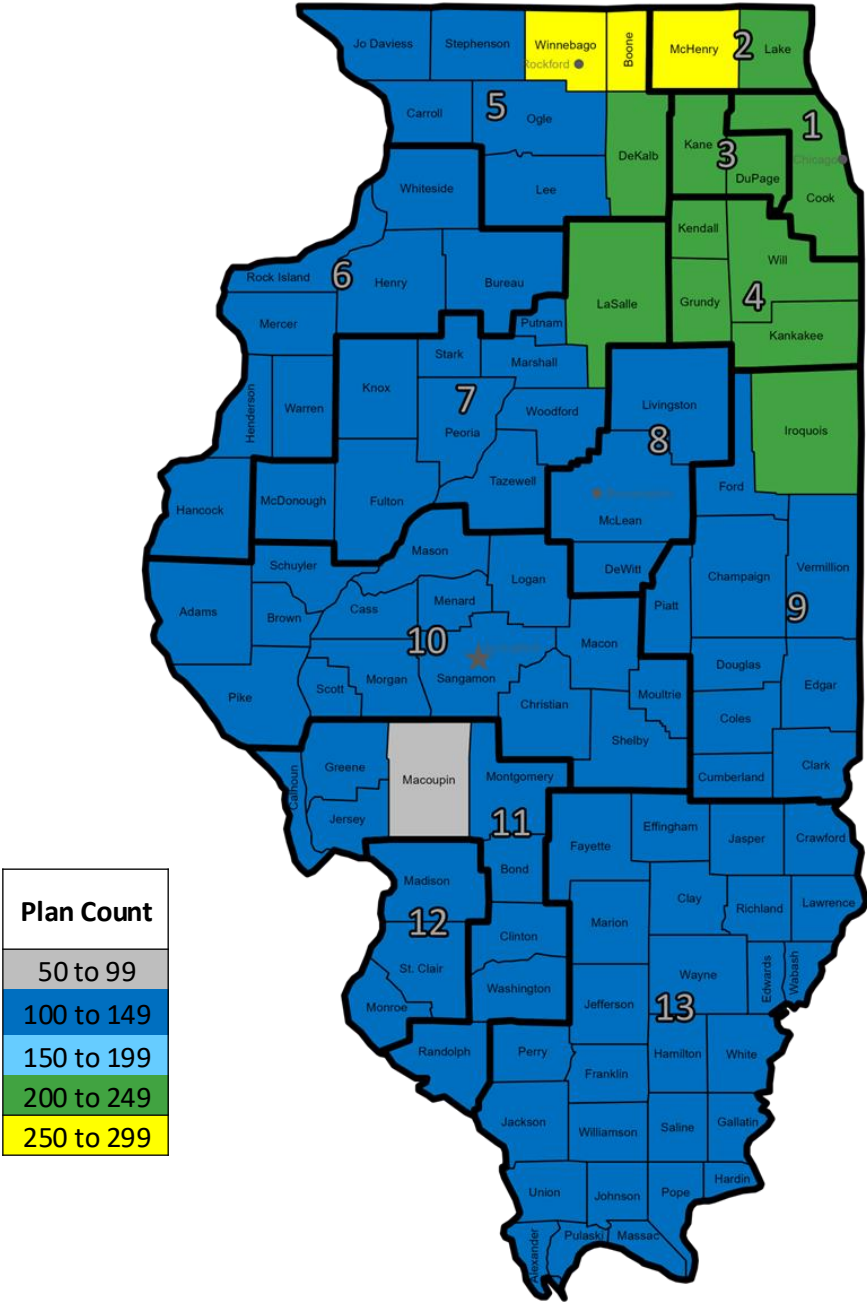 Jo Daviess
Stephenson
Winnebago
Boone
McHenry
2
Lake
Rockford
Carroll
5
Ogle
DeKalb
Kane
3
1
Chicago
DuPage
Cook
Whiteside
Lee
Kendall
Will
Rock Island
6
Henry
Bureau
LaSalle
Grundy
4
Mercer
Putnam
Kankakee
Stark
Marshall
Henderson
Warren
Knox
7
Peoria
Woodford
Livingston
8
Iroquois
Hancock
McDonough
Fulton
Tazewell
McLean
Ford
Mason
Schuyler
Logan
DeWitt
Champaign
Vermillion
Adams
Brown
Cass
Menard
Piatt
9
10
Macon
Pike
Scott
Morgan
Sangamon
Christian
Moultrie
Douglas
Edgar
Shelby
Coles
Calhoun
Greene
Macoupin
Montgomery
Cumberland
Clark
Jersey
11
Fayette
Effingham
Jasper
Crawford
Madison
Bond
Clay
Richland
Lawrence
12
Clinton
Marion
St. Clair
Washington
Wayne
Edwards
Wabash
Monroe
Jefferson
13
Randolph
Perry
Franklin
Hamilton
White
Jackson
Williamson
Saline
Gallatin
Union
Johnson
Pope
Hardin
Alexander
Pulaski
Massac
Plan Count
50 to 99
100 to 149
150 to 199
200 to 249
250 to 299